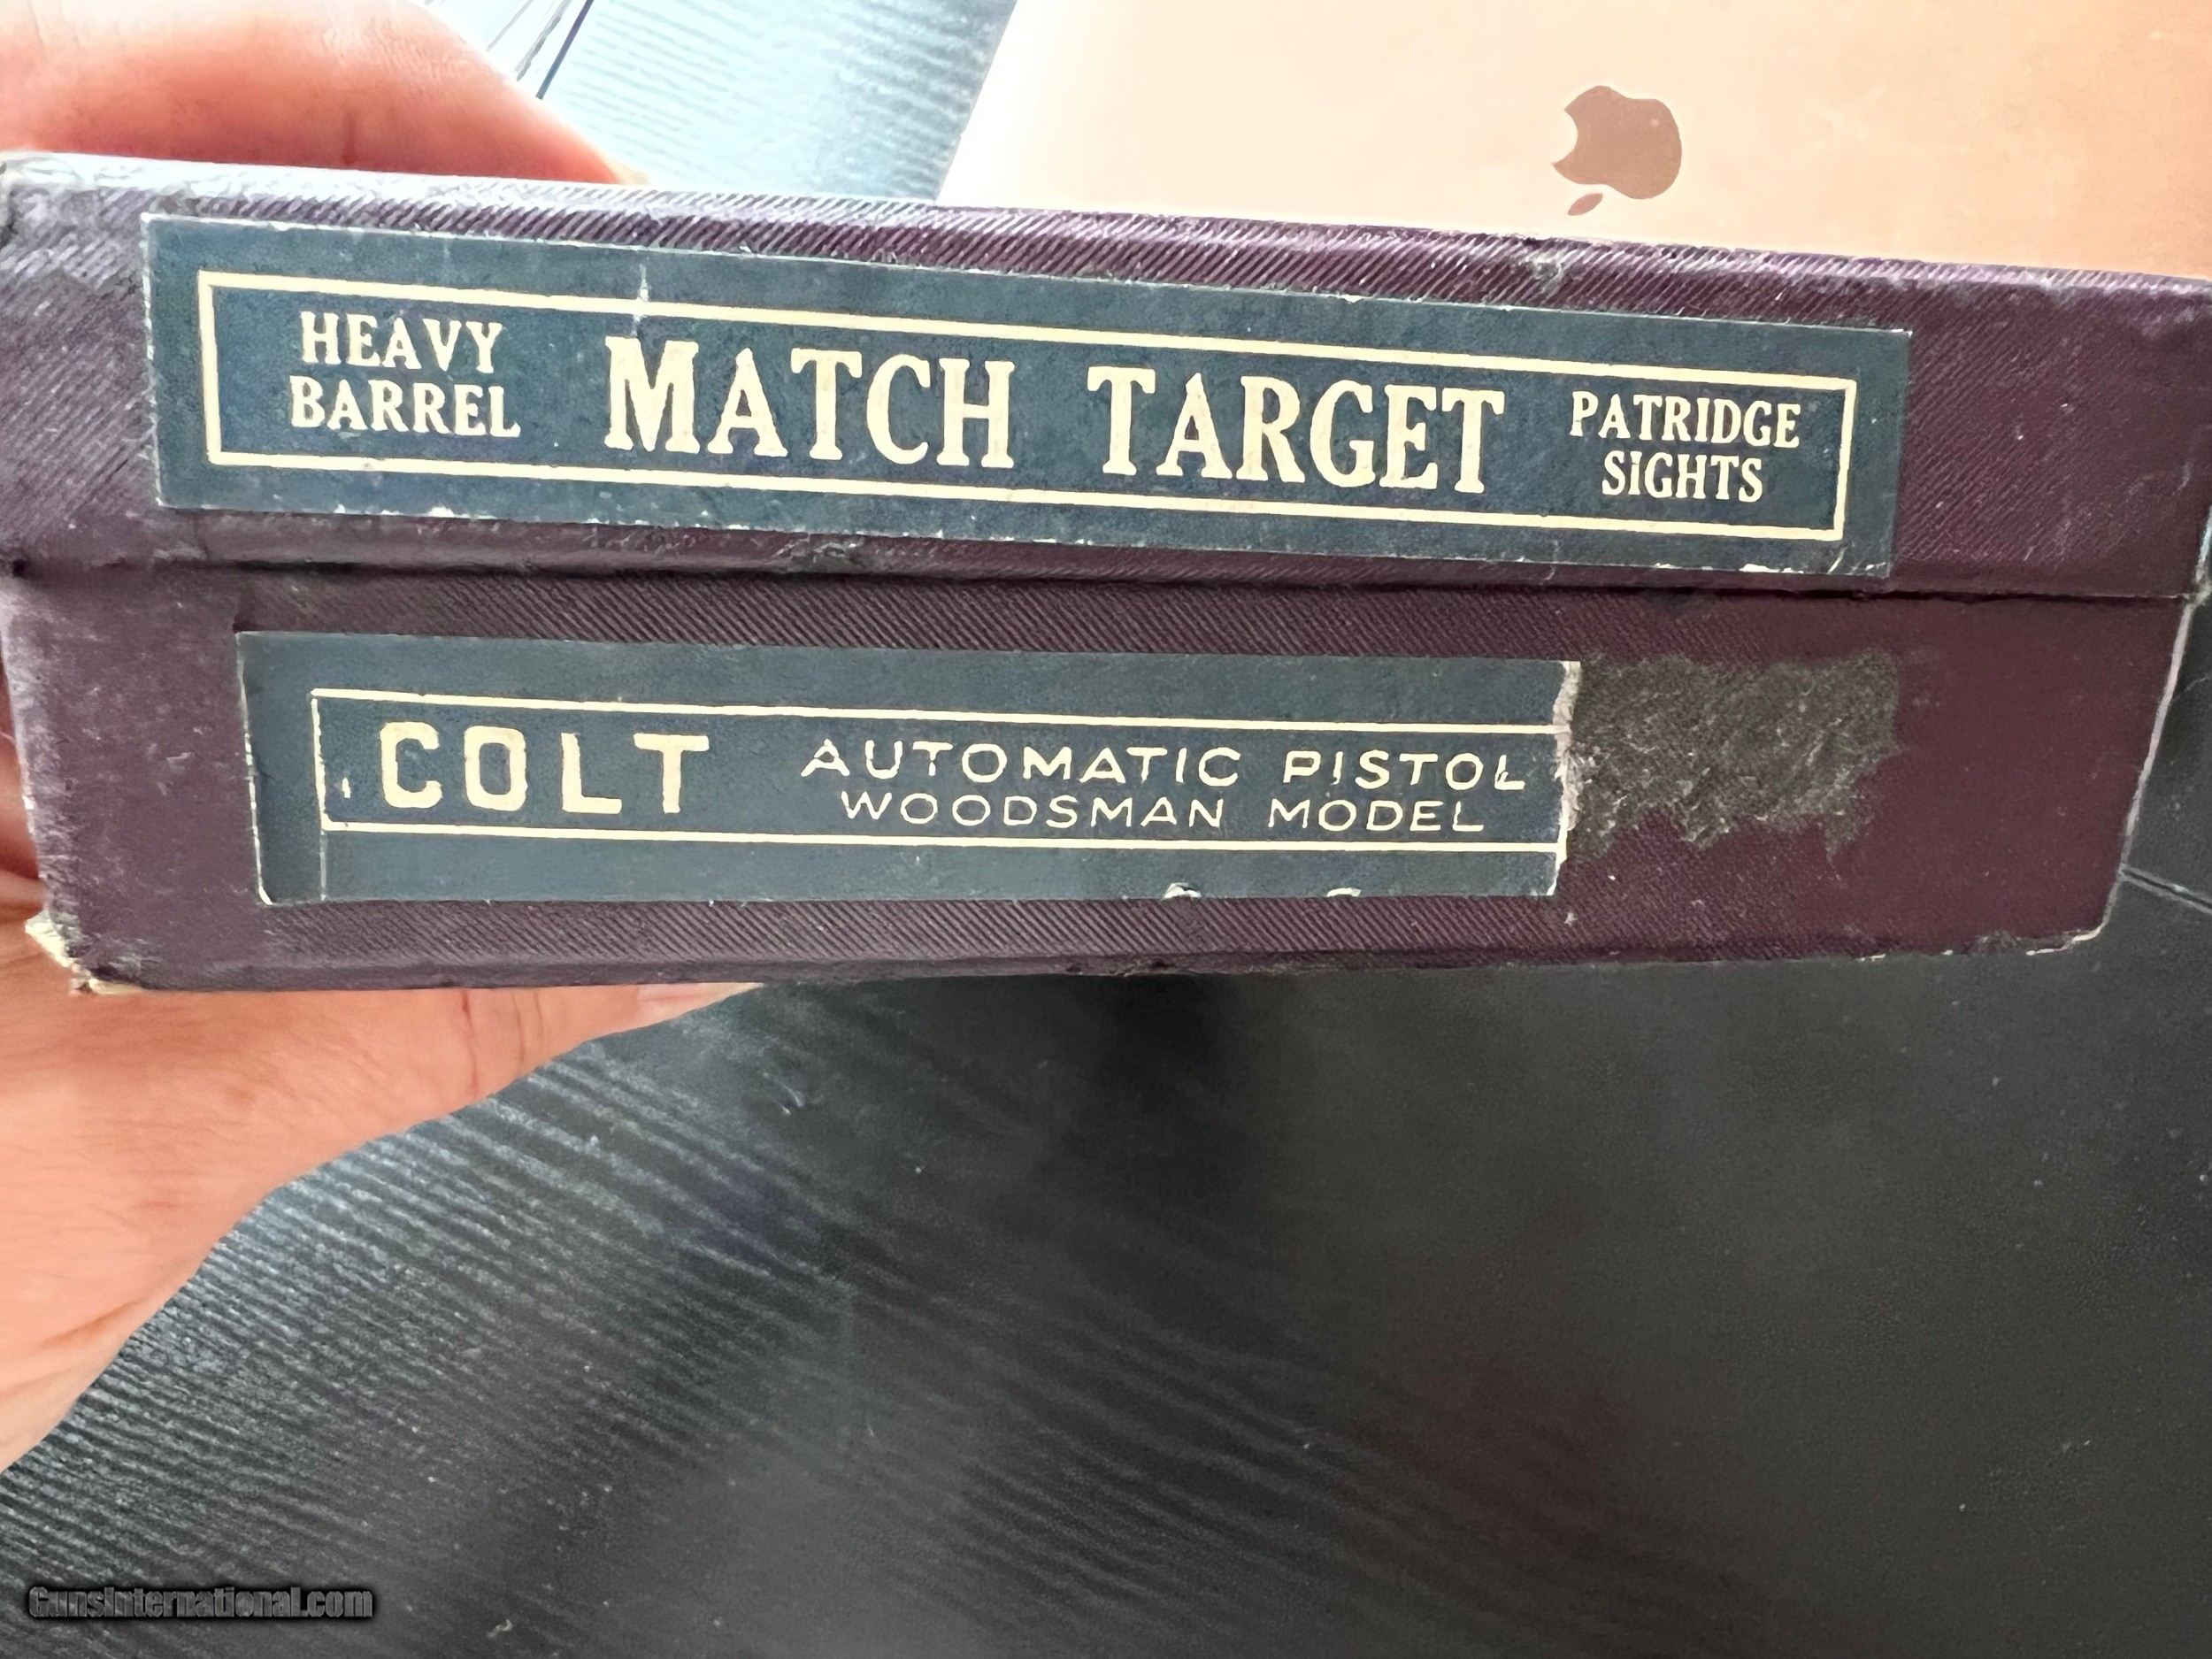 HEAVY
BARREL
MATCH TARGET
PATRIDGE
SIGHTS
COLT
AUTOMATIC PISTOL
WOODSMAN MODEL
GunsInternational.com